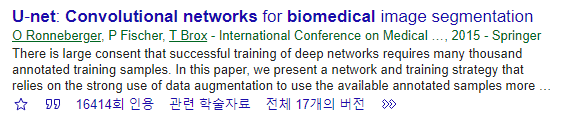 U-net: Convolutional networks for biomedical image segmentation
O Ronneberger, P Fischer, T Brox - International Conference on Medical …, 2015 - Springer
There is large consent that successful training of deep networks requires many thousand
annotated training samples. In this paper, we present a network and training strategy that
relies on the strong use of data augmentation to use the available annotated samples more …
16414회 인용 관련 학술자료 전체 17개의 버전